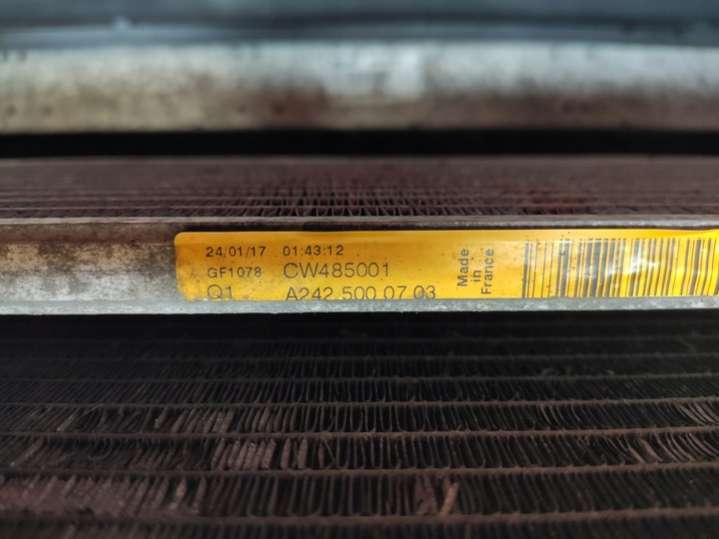 24/01/17 01:43:12
GF1078 CW485001
Q1 A242 500 07 03
Made
in
France